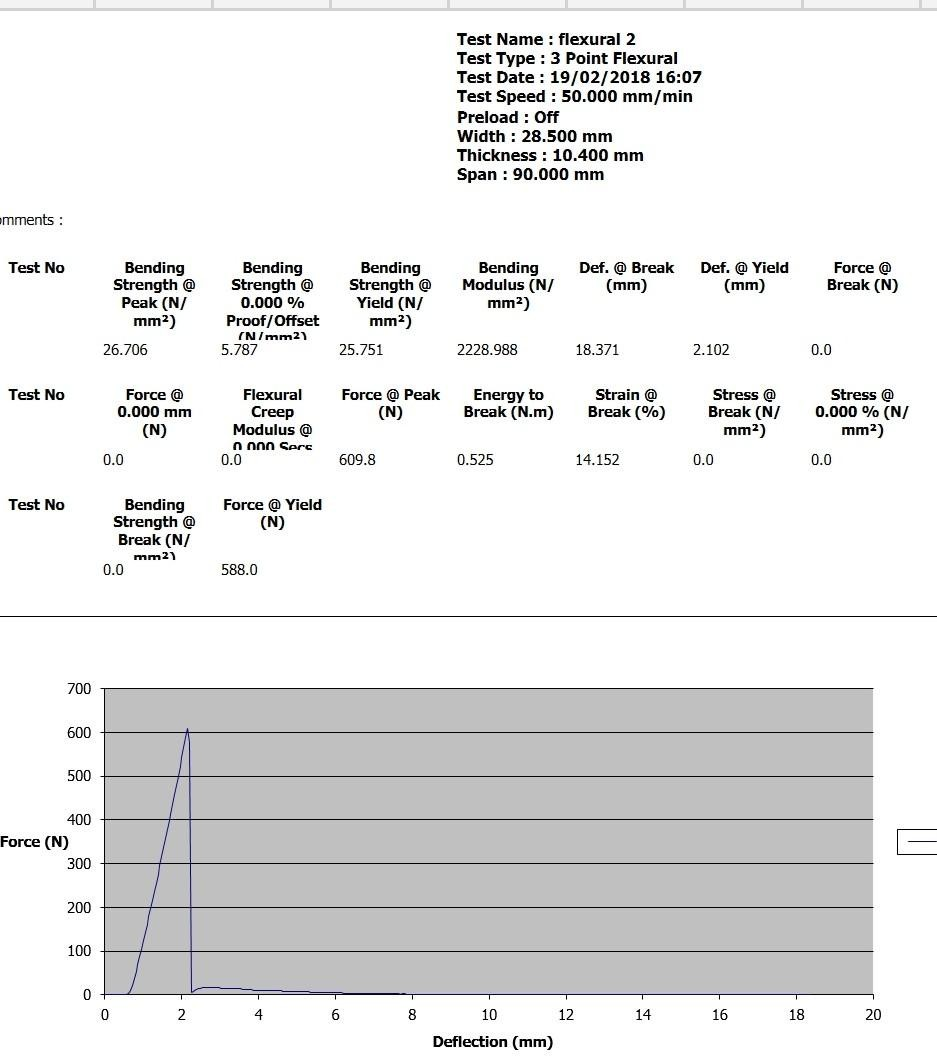 Test Name : flexural 2
Test Type : 3 Point Flexural
Test Date : 19/02/2018 16:07
Test Speed : 50.000 mm/min
Preload : Off
Width : 28.500 mm
Thickness : 10.400 mm
Span : 90.000 mm
omments :
Test No Bending Bending Bending Bending Def. @ Break Def. @ Yield Force @
Strength @ Strength @ Strength @ Modulus (N/ (mm) (mm) Break (N)
Peak (N/ 0.000 % Yield (N/ mm²)
mm²) Proof/Offset mm²)
(N/mm²)
26.706 5.787 25.751 2228.988 18.371 2.102 0.0
Test No Force @ Flexural Force @ Peak Energy to Strain @ Stress @ Stress @
0.000 mm Creep (N) Break (N.m) Break (%) Break (N/ 0.000 % (N/
(N) Modulus @ mm²) mm²)
0.000 Secs
0.0 0.0 609.8 0.525 14.152 0.0 0.0
Test No Bending Force @ Yield
Strength @ (N)
Break (N/
mm²)
0.0 588.0
700
600
500
400
Force (N)
300
200
100
0
0 2 4 6 8 10 12 14 16 18 20
Deflection (mm)